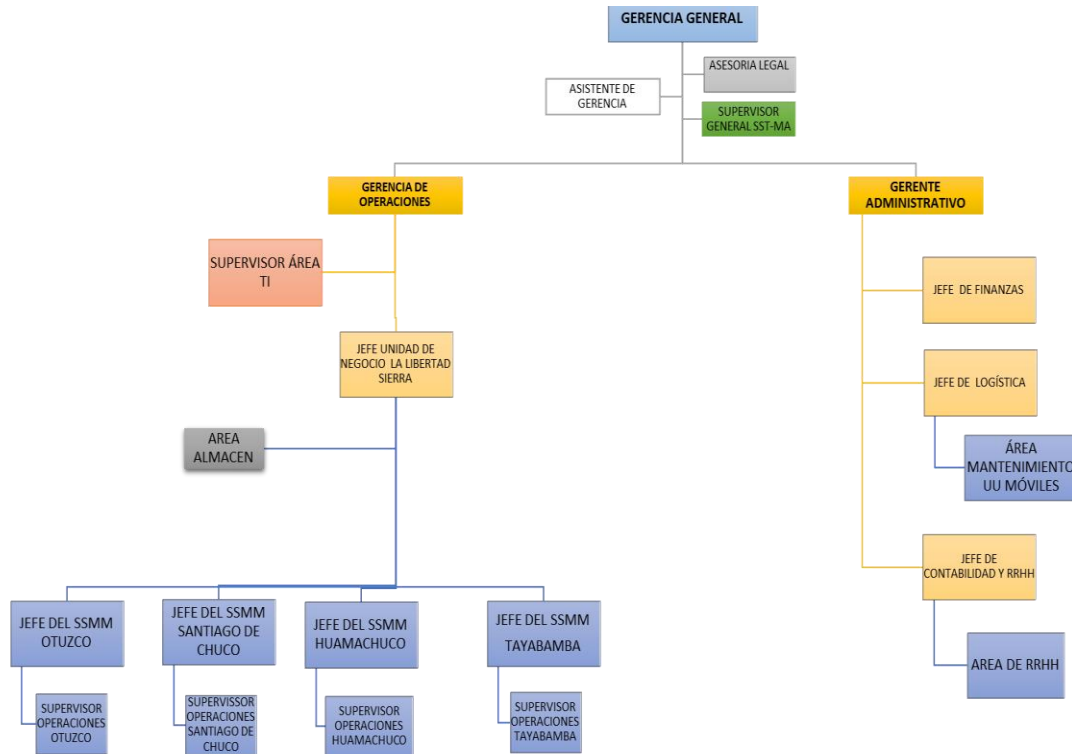 GERENCIA GENERAL
ASESORIA LEGAL
ASISTENTE DE
GERENCIA
SUPERVISOR
GENERAL SST-MA
GERENCIA DE
OPERACIONES
GERENTE
ADMINISTRATIVO
SUPERVISOR ÁREA
TI
JEFE DE FINANZAS
JEFE UNIDAD DE
NEGOCIO LA LIBERTAD
SIERRA
JEFE DE LOGÍSTICA
AREA
ALMACEN
ÁREA
MANTENIMIENTO
UU MÓVILES
JEFE DE
CONTABILIDAD Y RRHH
JEFE DEL SSMM
OTUZCO
JEFE DEL SSMM
SANTIAGO DE
CHUCO
JEFE DEL SSMM
HUAMACHUCO
JEFE DEL SSMM
TAYABAMBA
AREA DE RRHH
SUPERVISOR
OPERACIONES
OTUZCO
SUPERVISSOR
OPERACIONES
SANTIAGO DE
CHUCO
SUPERVISOR
OPERACIONES
HUAMACHUCO
SUPERVISOR
OPERACIONES
TAYABAMBA